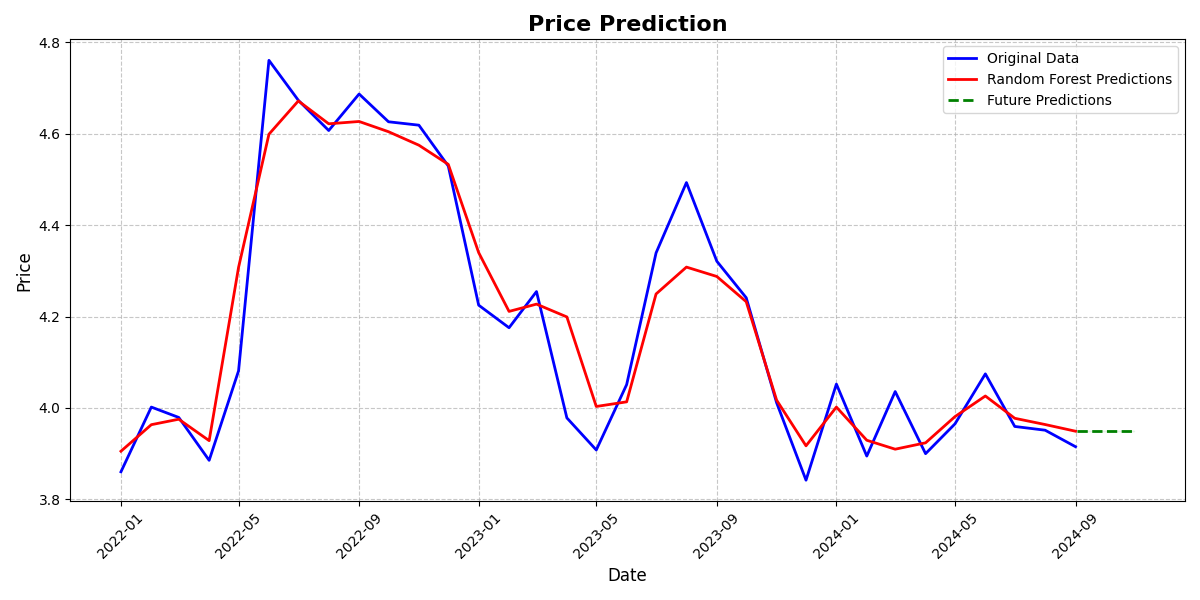 Price Prediction
Original Data
Random Forest Predictions
Future Predictions
4.8
4.6
4.4
4.2
4.0
3.8
Price
2022-01
2022-05
2022-09
2023-01
2023-05
2023-09
2024-01
2024-05
2024-09
Date